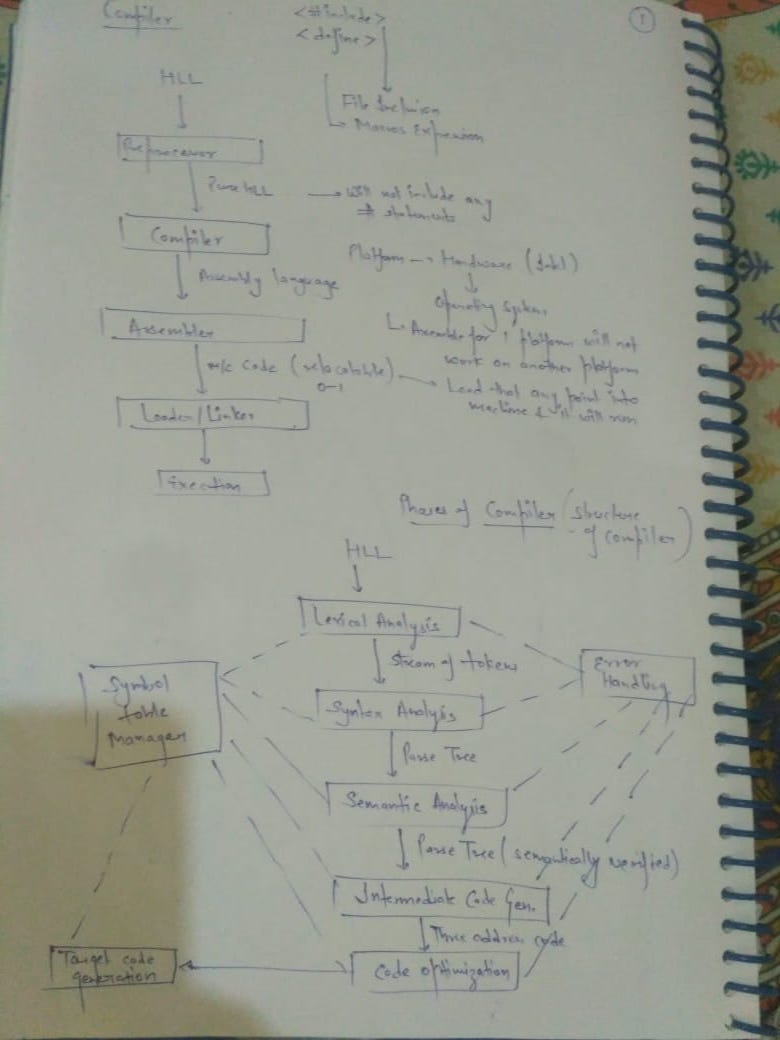 Compiler
<#include>
<define>
1
HLL
File Inclusion
Macros Expansion
Preprocessor
Pure HLL → will not include any
# statements
Compiler
Platform → Hardware
Assembly language
Operating System
Assembler for 1 platform will not
work on another platform
Assembler
m/c code (relocatable)
0-1
Load that any point into
machine & it will run
Loader/Linker
Execution
Phases of Compiler (structure
of compiler)
HLL
Lexical Analysis
Stream of tokens
Error
Handling
Symbol
table
Manager
Syntax Analysis
Parse Tree
Semantic Analysis
Parse Tree (semantically verified)
Intermediate Code Gen.
Three address code
Target code
generation
Code optimization